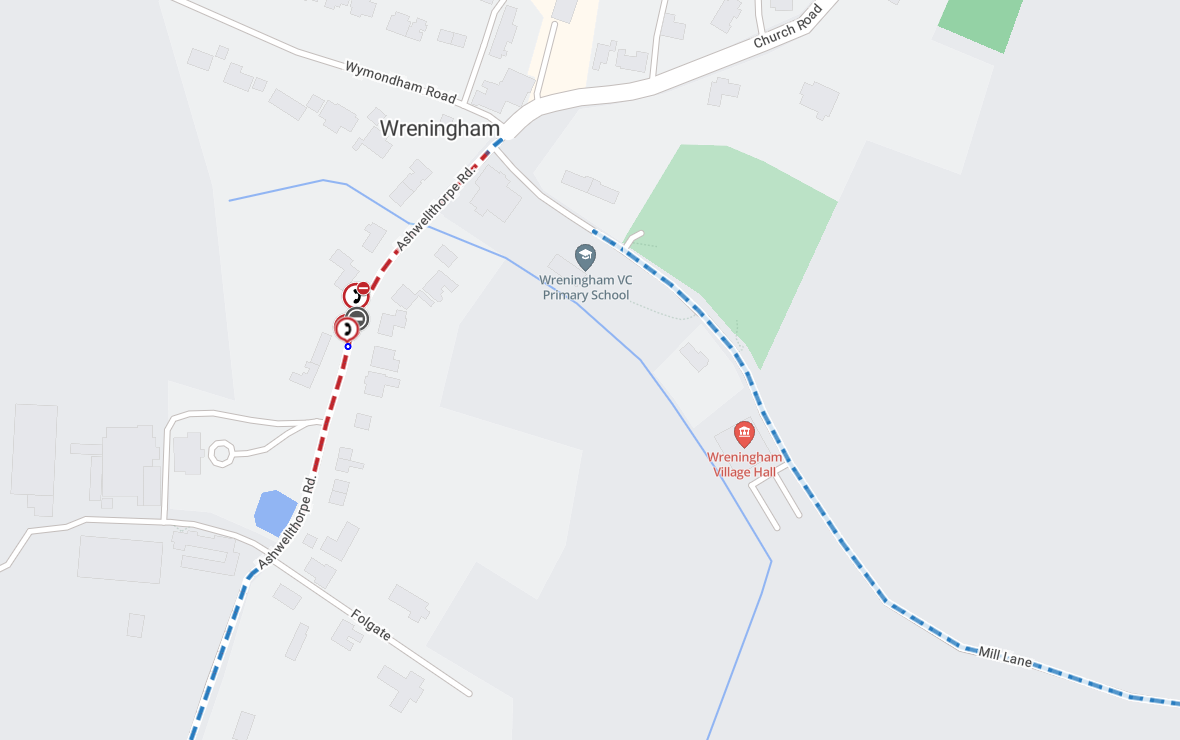 Church Road
Wymondham Road
Wreningham
Ashwellthorpe Rd.
Wreningham VC
Primary School
Wreningham
Village Hall
Ashwellthorpe Rd.
Folgate
Mill Lane